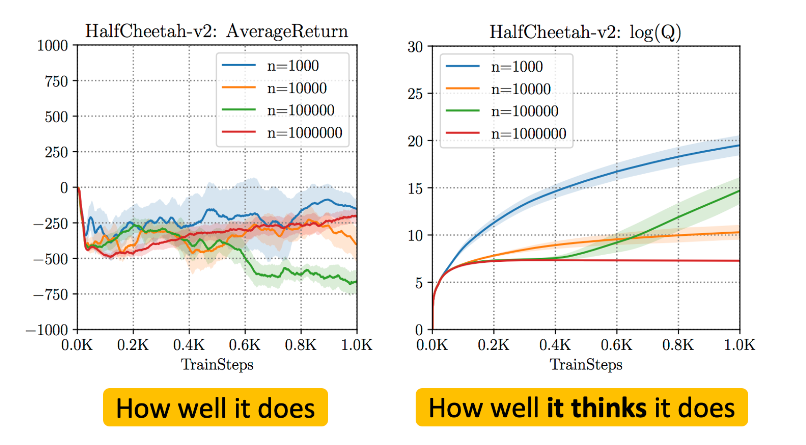 HalfCheetah-v2: AverageReturn
1000
750
500
250
0
−250
−500
−750
−1000
n=1000
n=10000
n=100000
n=1000000
0.0K 0.2K 0.4K 0.6K 0.8K 1.0K
TrainSteps
How well it does
HalfCheetah-v2: log(Q)
30
25
20
15
10
5
0
n=1000
n=10000
n=100000
n=1000000
0.0K 0.2K 0.4K 0.6K 0.8K 1.0K
TrainSteps
How well it thinks it does